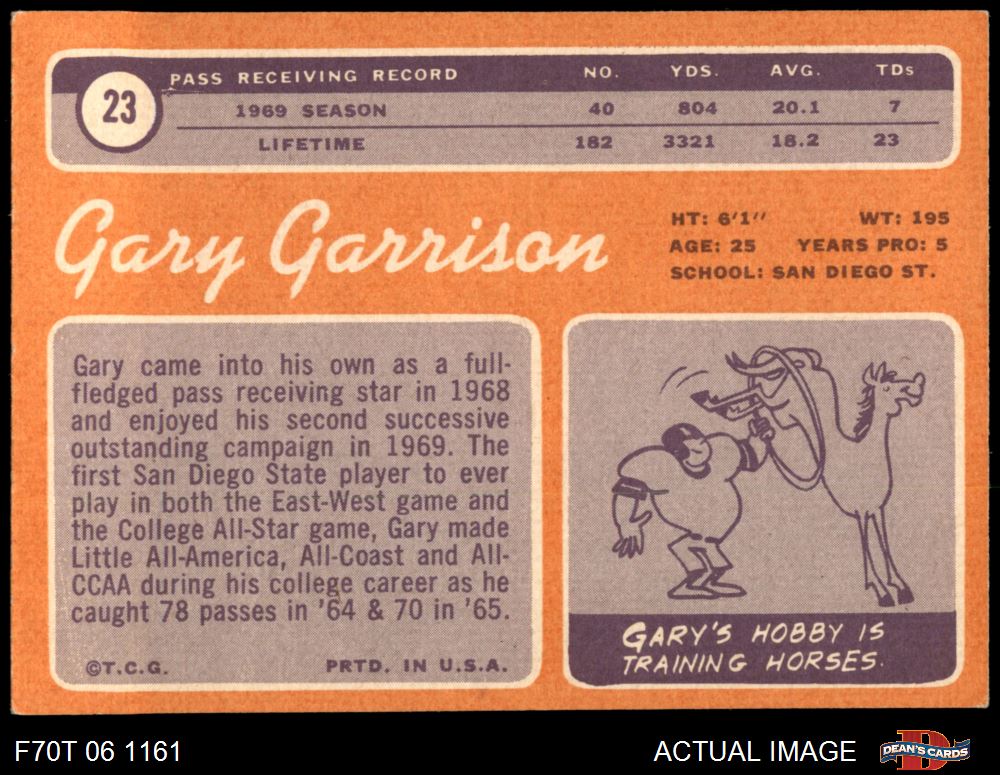 23
PASS RECEIVING RECORD NO. YDS. AVG. TDs
1969 SEASON 40 804 20.1 7
LIFETIME 182 3321 18.2 23
Gary Garrison
HT: 6'1" WT: 195
AGE: 25 YEARS PRO: 5
SCHOOL: SAN DIEGO ST.
Gary came into his own as a full-
fledged pass receiving star in 1968
and enjoyed his second successive
outstanding campaign in 1969. The
first San Diego State player to ever
play in both the East-West game and
the College All-Star game, Gary made
Little All-America, All-Coast and All-
CCAA during his college career as he
caught 78 passes in '64 & 70 in '65.
©T.C.G. PRTD. IN U.S.A.
GARY'S HOBBY IS
TRAINING HORSES.
F70T 06 1161 ACTUAL IMAGE
D
DEAN'S CARDS